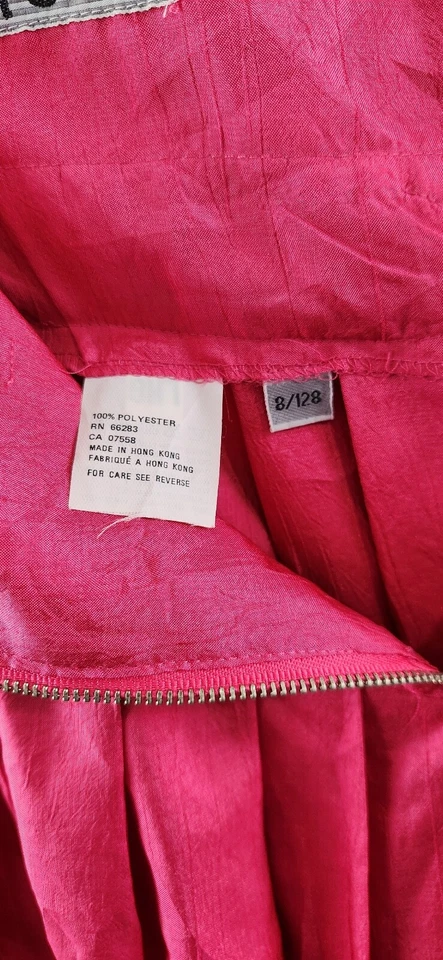 100% POLYESTER
RN 66283
CA 07558
MADE IN HONG KONG
FABRIQUÉ A HONG KONG
FOR CARE SEE REVERSE
8/128